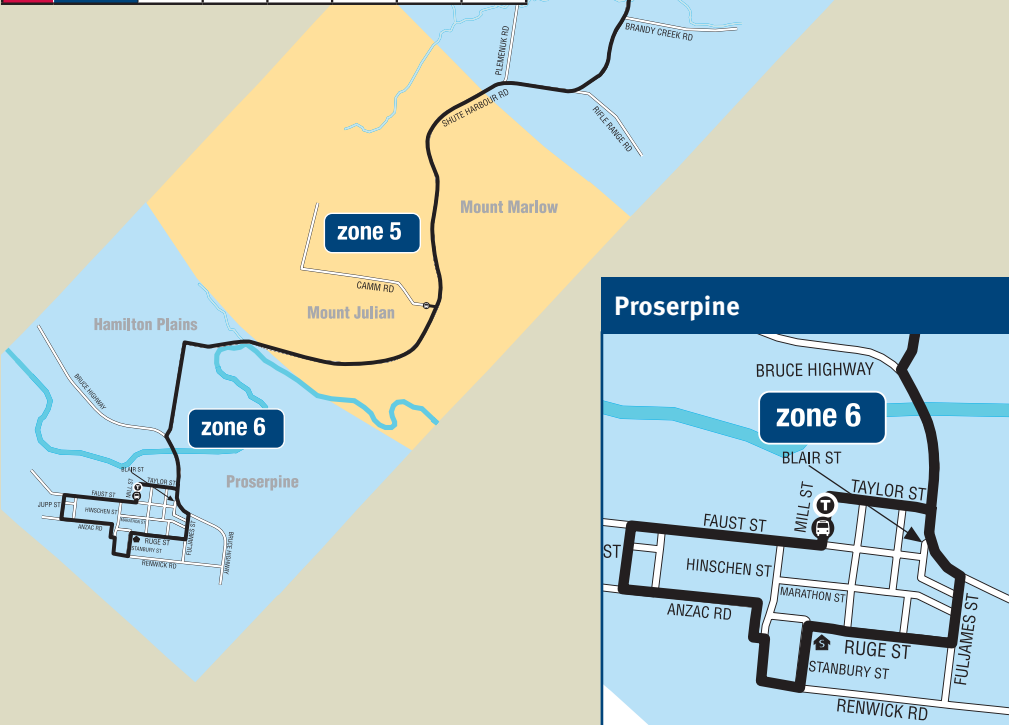 BRANDY CREEK RD
PLEMENUK RD
SHUTE HARBOUR RD
RIFLE RANGE RD
Mount Marlow
zone 5
CAMM RD
Mount Julian
Hamilton Plains
BRUCE HIGHWAY
zone 6
Proserpine
BLAIR ST
TAYLOR ST
MILL ST
T
FAUST ST
JUPP ST
HINSCHEN ST
MARATHON ST
ANZAC RD
RUGE ST
STANBURY ST
FULJAMES ST
RENWICK RD
BRUCE HIGHWAY
Proserpine
BRUCE HIGHWAY
zone 6
BLAIR ST
TAYLOR ST
MILL ST
T
FAUST ST
ST
HINSCHEN ST
MARATHON ST
ANZAC RD
S
RUGE ST
STANBURY ST
FULJAMES ST
RENWICK RD